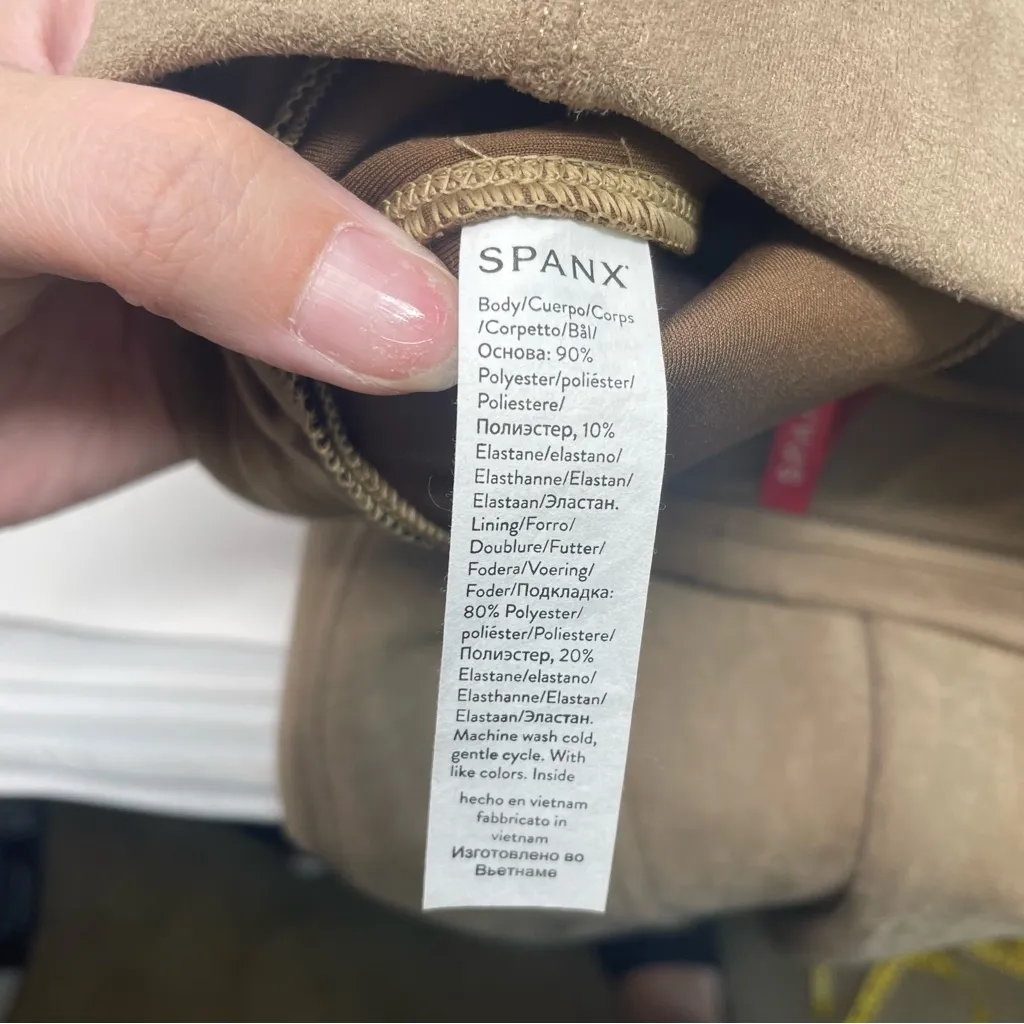 SPANX
Body/Cuerpo/Corps
/Corpetto/Bål/
Основа: 90%
Polyester/poliéster/
Poliestere/
Полиэстер, 10%
Elastane/elastano/
Elasthanne/Elastan/
Elastaan/Эластан.
Lining/Forro/
Doublure/Futter/
Fodera/Voering/
Foder/Подкладка:
80% Polyester/
poliéster/Poliestere/
Полиэстер, 20%
Elastane/elastano/
Elasthanne/Elastan/
Elastaan/Эластан.
Machine wash cold,
gentle cycle. With
like colors. Inside
hecho en vietnam
fabbricato in
vietnam
Изготовлено во
Вьетнаме